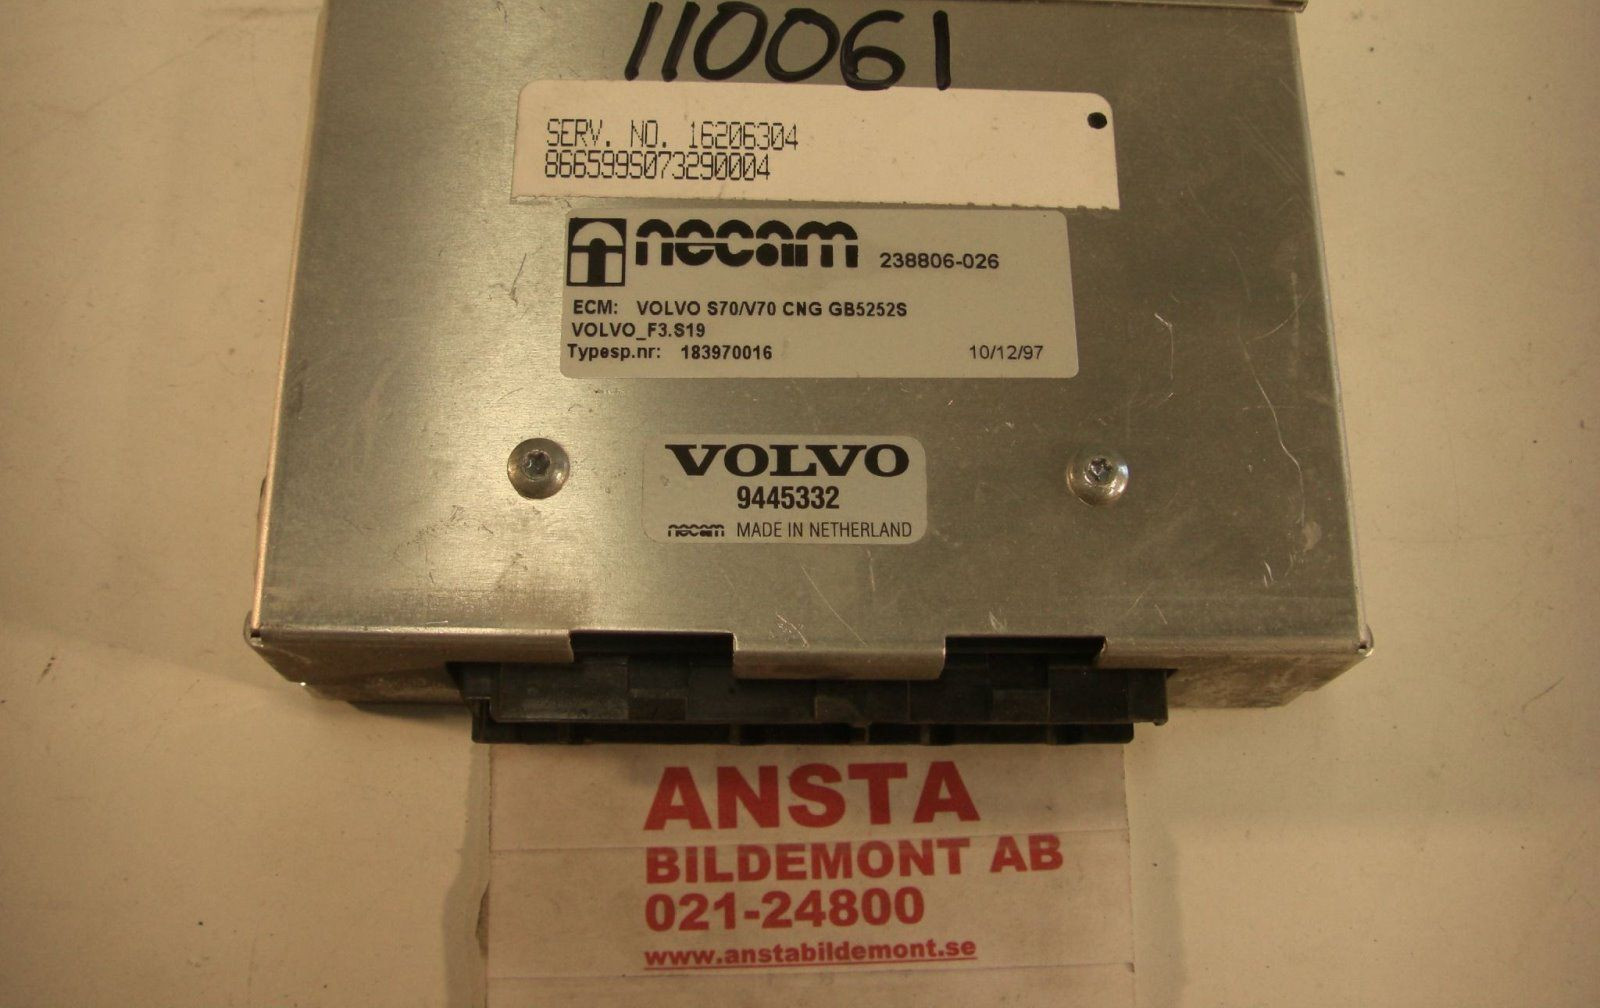 110061
SERV. NO. 16206304
866599S073290004
necam 238806-026
ECM: VOLVO S70/V70 CNG GB5252S
VOLVO_F3.S19
Typesp.nr: 183970016 10/12/97
VOLVO
9445332
necam MADE IN NETHERLAND
ANSTA
BILDEMONT AB
021-24800
www.anstabildemont.se